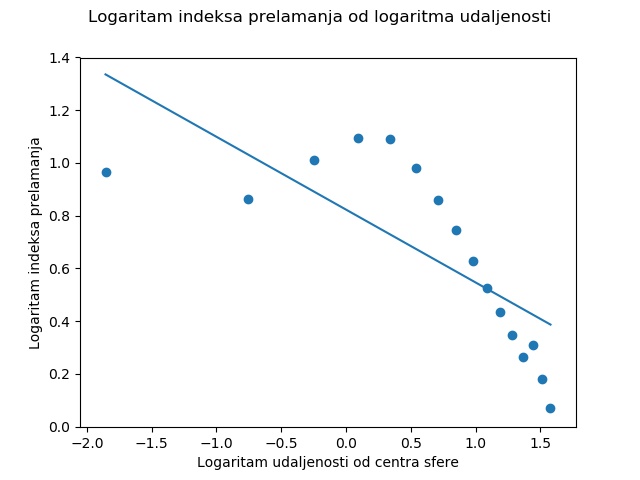 Logaritam indeksa prelamanja od logaritma udaljenosti
1.4
1.2
1.0
0.8
0.6
0.4
0.2
0.0
Logaritam indeksa prelamanja
−2.0 −1.5 −1.0 −0.5 0.0 0.5 1.0 1.5
Logaritam udaljenosti od centra sfere